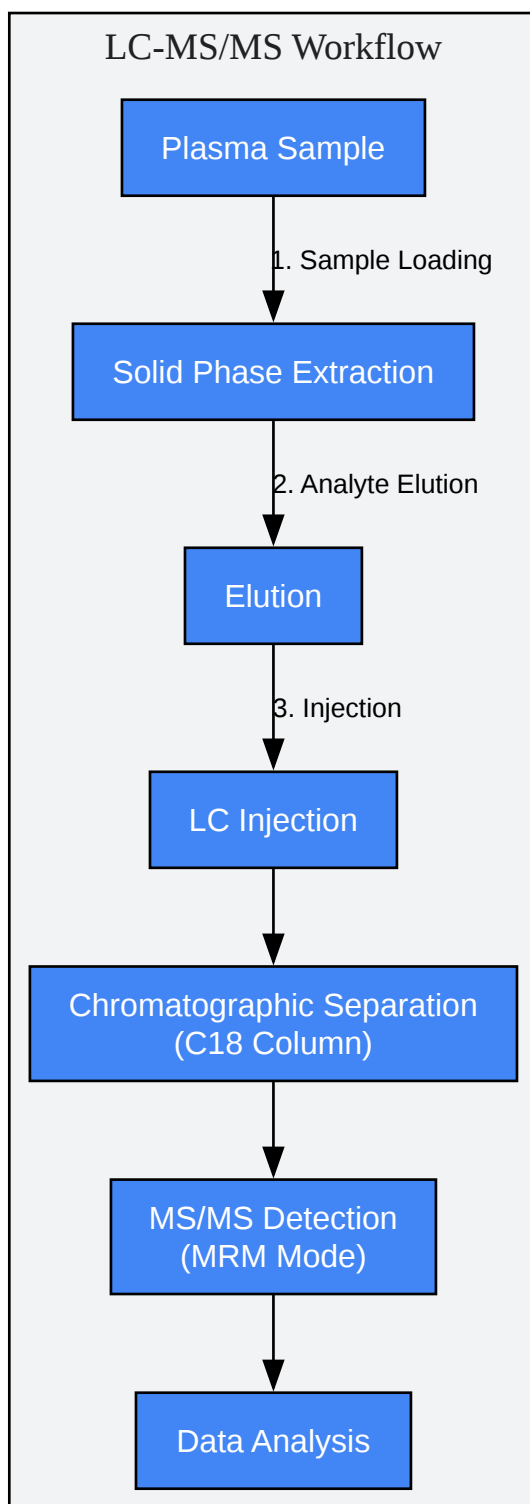 LC-MS/MS Workflow
Plasma Sample
1. Sample Loading
Solid Phase Extraction
2. Analyte Elution
Elution
3. Injection
LC Injection
Chromatographic Separation
(C18 Column)
MS/MS Detection
(MRM Mode)
Data Analysis